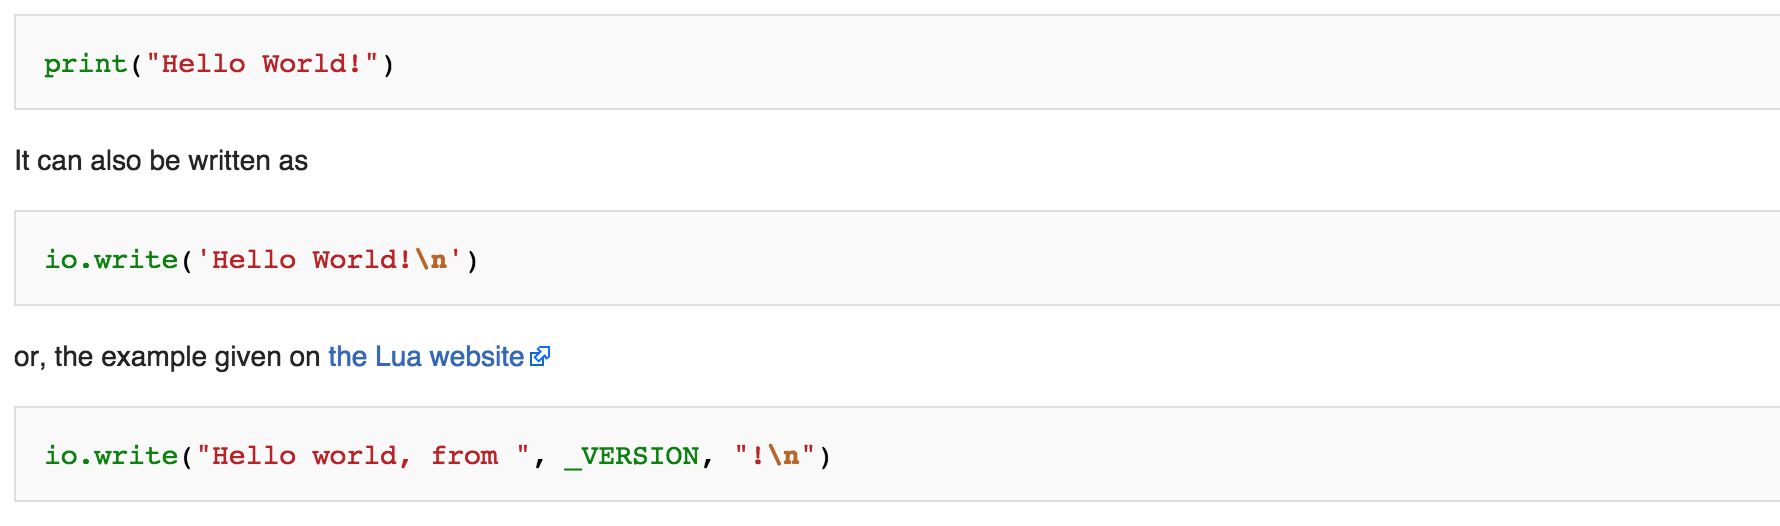 print("Hello World!")
It can also be written as
io.write('Hello World!\n')
or, the example given on the Lua website
io.write("Hello world, from ", _VERSION, "!\n")